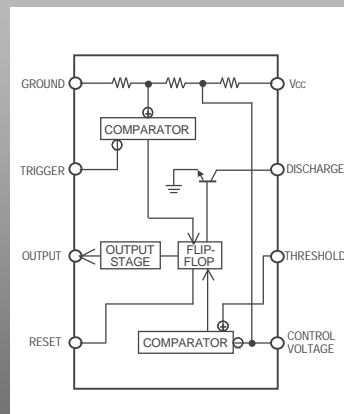 GROUND
Vcc
COMPARATOR
TRIGGER
DISCHARGE
OUTPUT
OUTPUT
STAGE
FLIP-
FLOP
THRESHOLD
RESET
COMPARATOR
CONTROL
VOLTAGE